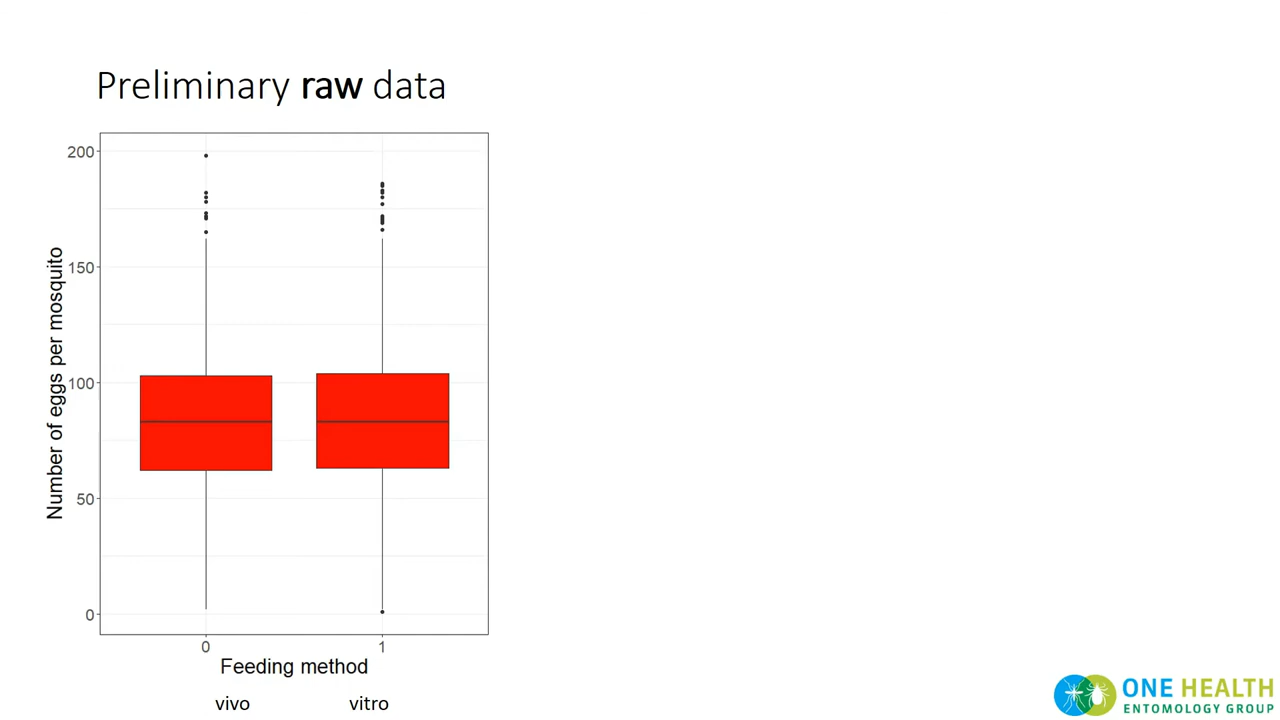 Preliminary raw data
Number of eggs per mosquito
200
150
100
50
0
0 1
Feeding method
vivo vitro
ONE HEALTH
ENTOMOLOGY GROUP